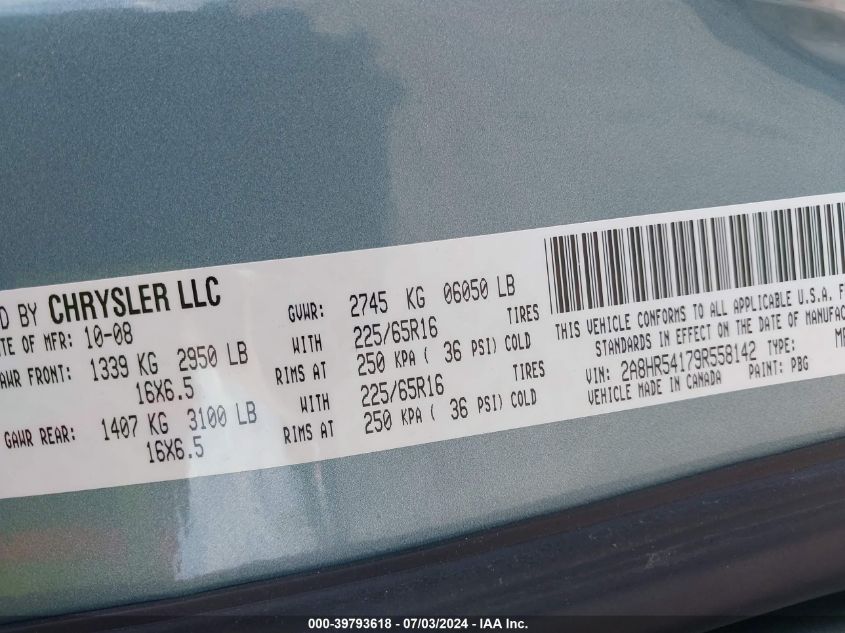 D BY CHRYSLER LLC
ATE OF MFR: 10-08
GAWR FRONT: 1339 KG 2950 LB
16X6.5
GAWR REAR: 1407 KG 3100 LB
16X6.5
GVWR: 2745 KG 06050 LB
WITH 225/65R16 TIRES
RIMS AT 250 KPA ( 36 PSI) COLD
WITH 225/65R16 TIRES
RIMS AT 250 KPA ( 36 PSI) COLD
THIS VEHICLE CONFORMS TO ALL APPLICABLE U.S.A. F
STANDARDS IN EFFECT ON THE DATE OF MANUFAC
VIN: 2A8HR54179R558142 TYPE: MP
VEHICLE MADE IN CANADA PAINT: PBG
000-39793618 - 07/03/2024 - IAA Inc.